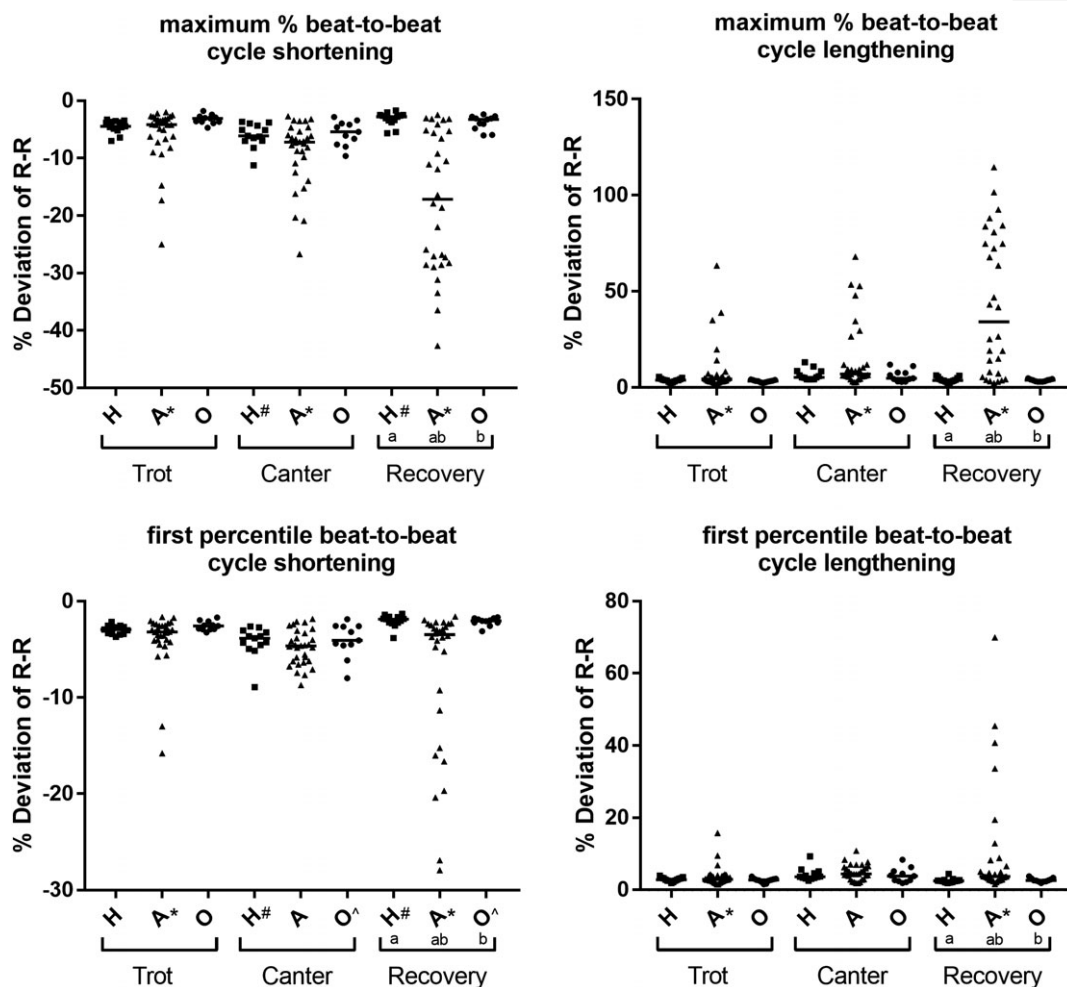 maximum % beat-to-beat
cycle shortening
% Deviation of R-R
0
-10
-20
-30
-40
-50
H A* O H# A* O H# A* O
a ab b
Trot Canter Recovery
maximum % beat-to-beat
cycle lengthening
% Deviation of R-R
150
100
50
0
H A* O H A* O H A* O
a ab b
Trot Canter Recovery
first percentile beat-to-beat
cycle shortening
% Deviation of R-R
0
-10
-20
-30
H A* O H# A O^ H# A* O^
a ab b
Trot Canter Recovery
first percentile beat-to-beat
cycle lengthening
% Deviation of R-R
80
60
40
20
0
H A* O H A O H A* O
a ab b
Trot Canter Recovery